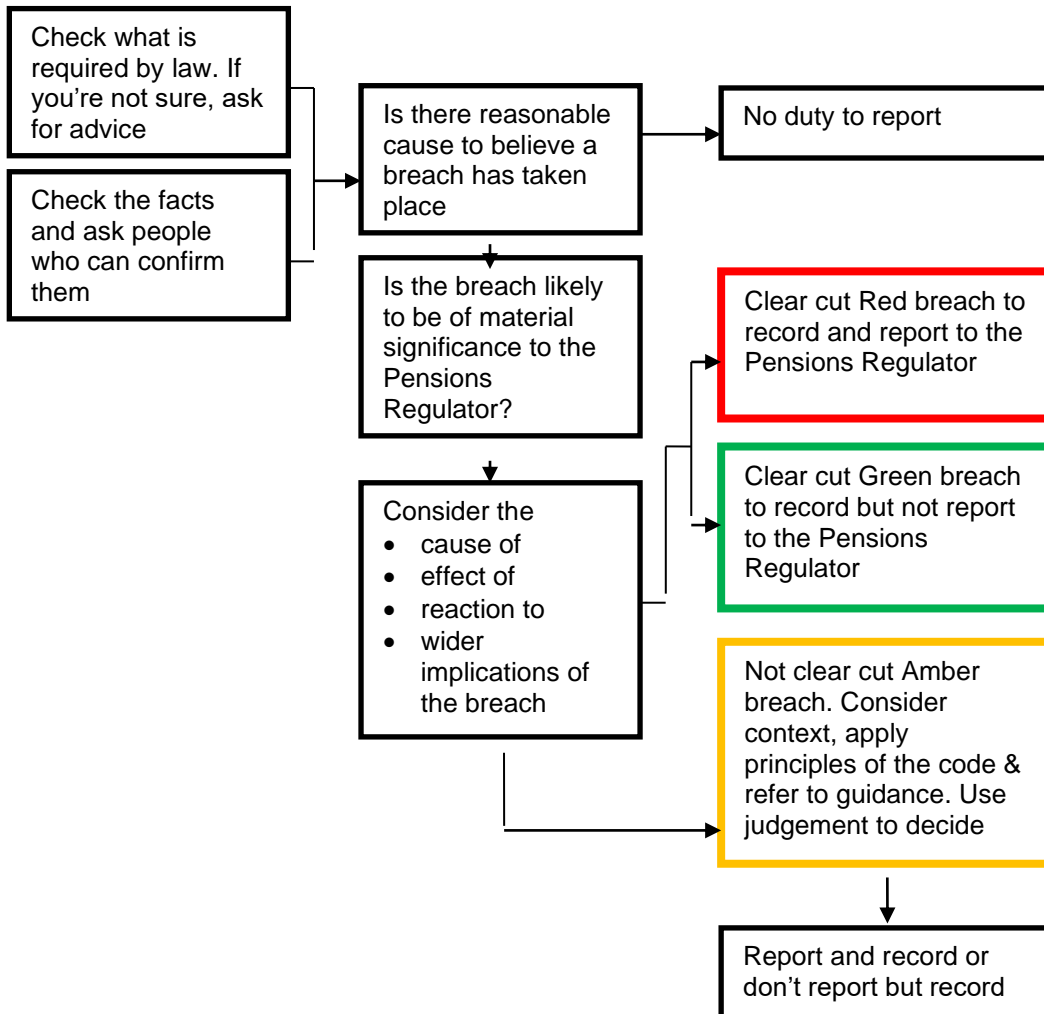 Check what is
required by law. If
you're not sure, ask
for advice
Check the facts
and ask people
who can confirm
them
Is there reasonable
cause to believe a
breach has taken
place
No duty to report
Is the breach likely
to be of material
significance to the
Pensions
Regulator?
Consider the
• cause of
• effect of
• reaction to
• wider
implications of
the breach
Clear cut Red breach to
record and report to the
Pensions Regulator
Clear cut Green breach
to record but not report
to the Pensions
Regulator
Not clear cut Amber
breach. Consider
context, apply
principles of the code &
refer to guidance. Use
judgement to decide
Report and record or
don't report but record